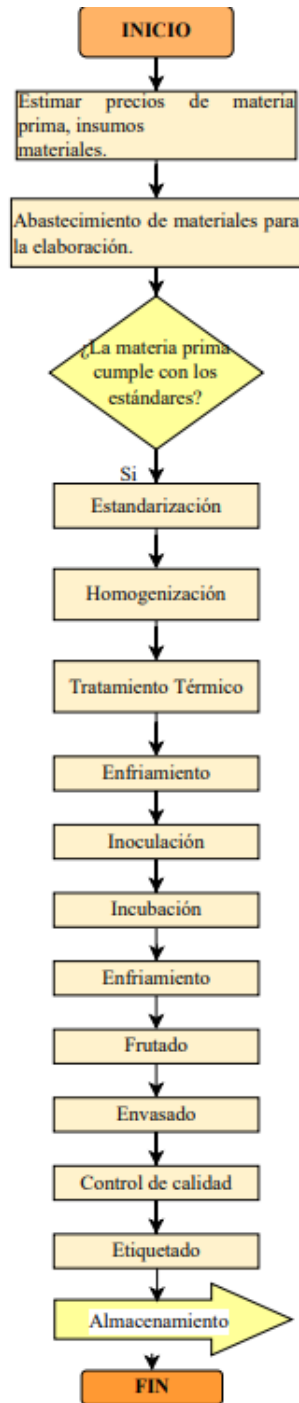 INICIO
Estimar precios de materia
prima, insumos
materiales.
Abastecimiento de materiales para
la elaboración.
¿La materia prima
cumple con los
estándares?
Si
Estandarización
Homogenización
Tratamiento Térmico
Enfriamiento
Inoculación
Incubación
Enfriamiento
Frutado
Envasado
Control de calidad
Etiquetado
Almacenamiento
FIN